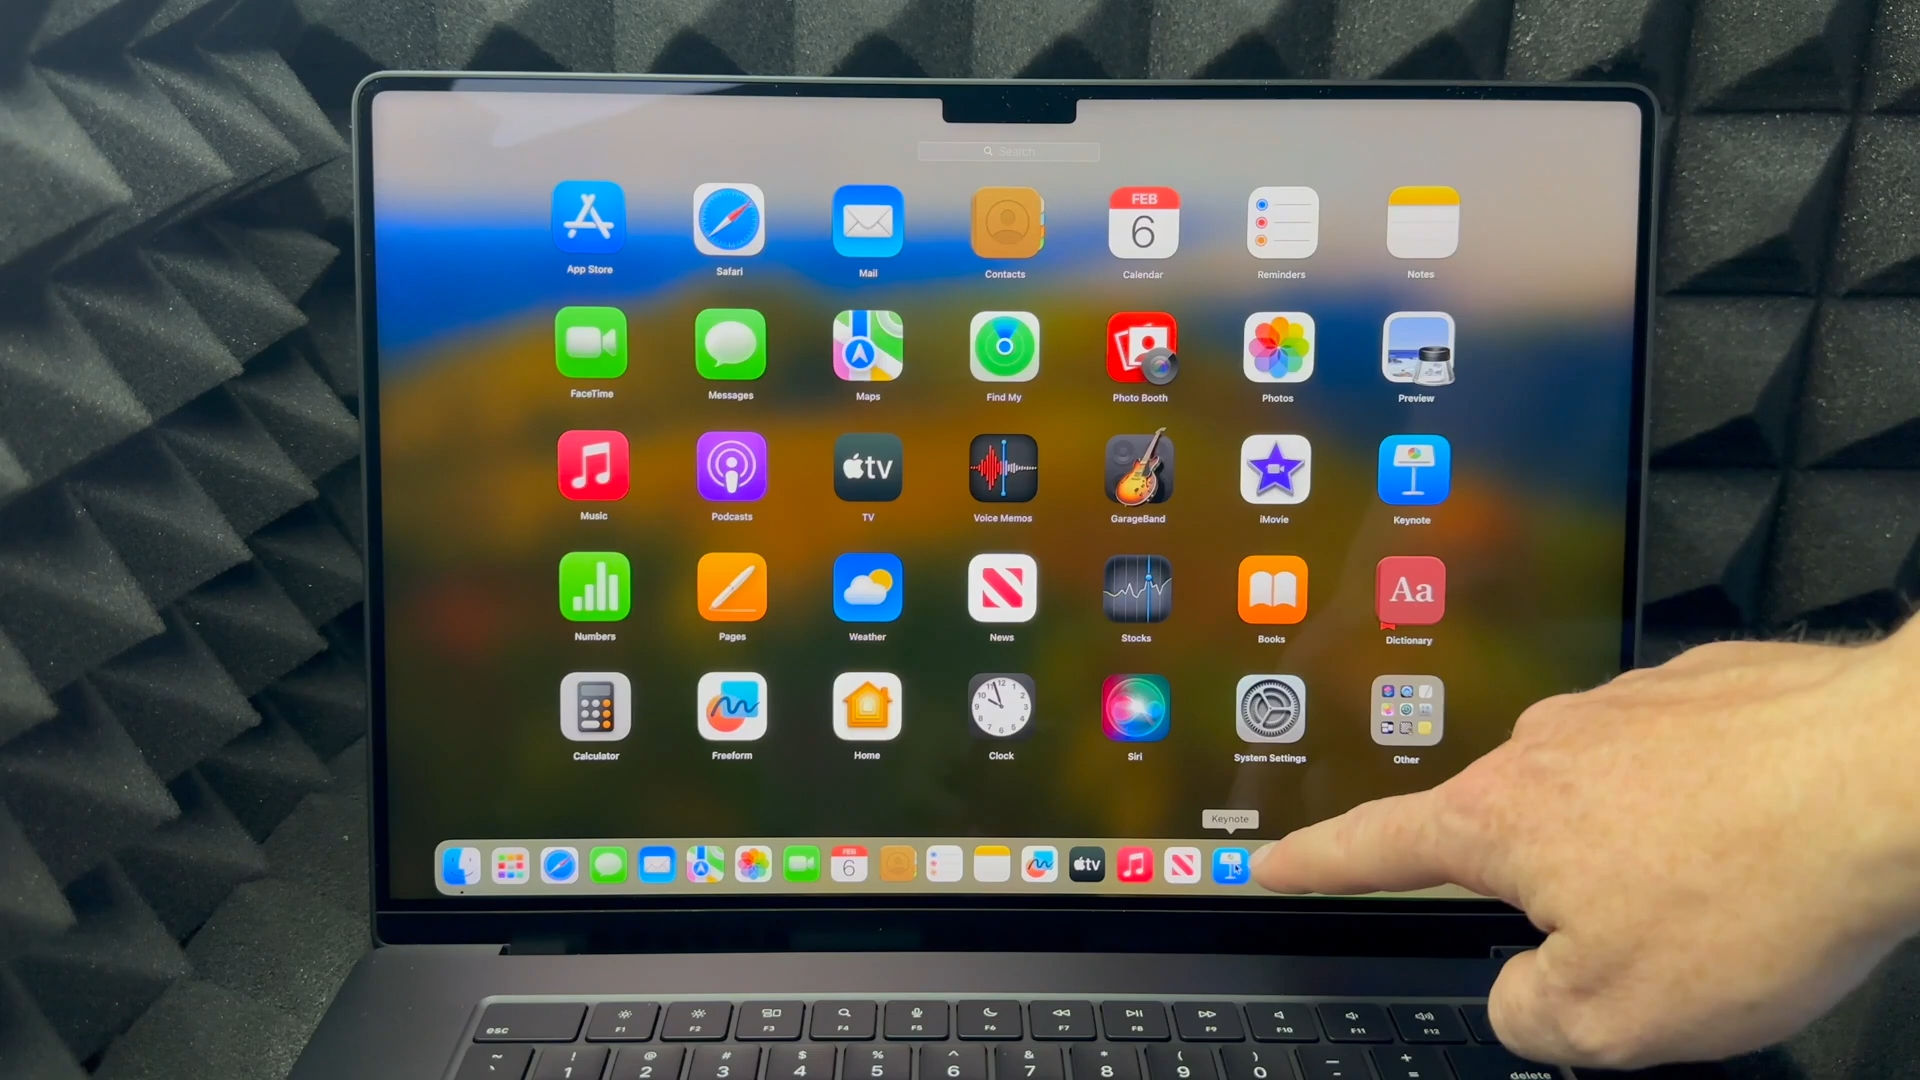 Search
FEB
6
App Store
Safari
Mail
Contacts
Calendar
Reminders
Notes
FaceTime
Messages
Maps
Find My
Photo Booth
Photos
Preview
tv
Music
Podcasts
TV
Voice Memos
GarageBand
iMovie
Keynote
Aa
Numbers
Pages
Weather
News
Stocks
Books
Dictionary
Calculator
Freeform
Home
Clock
Siri
System Settings
Other
Keynote
FEB
6
tv
esc
F1
F2
F3
F4
F5
F6
F7
F8
F9
F10
F11
F12
~ ! @ # $ % ^ & * ( ) _ +
` 1 2 3 4 5 6 7 8 9 0 - = delete